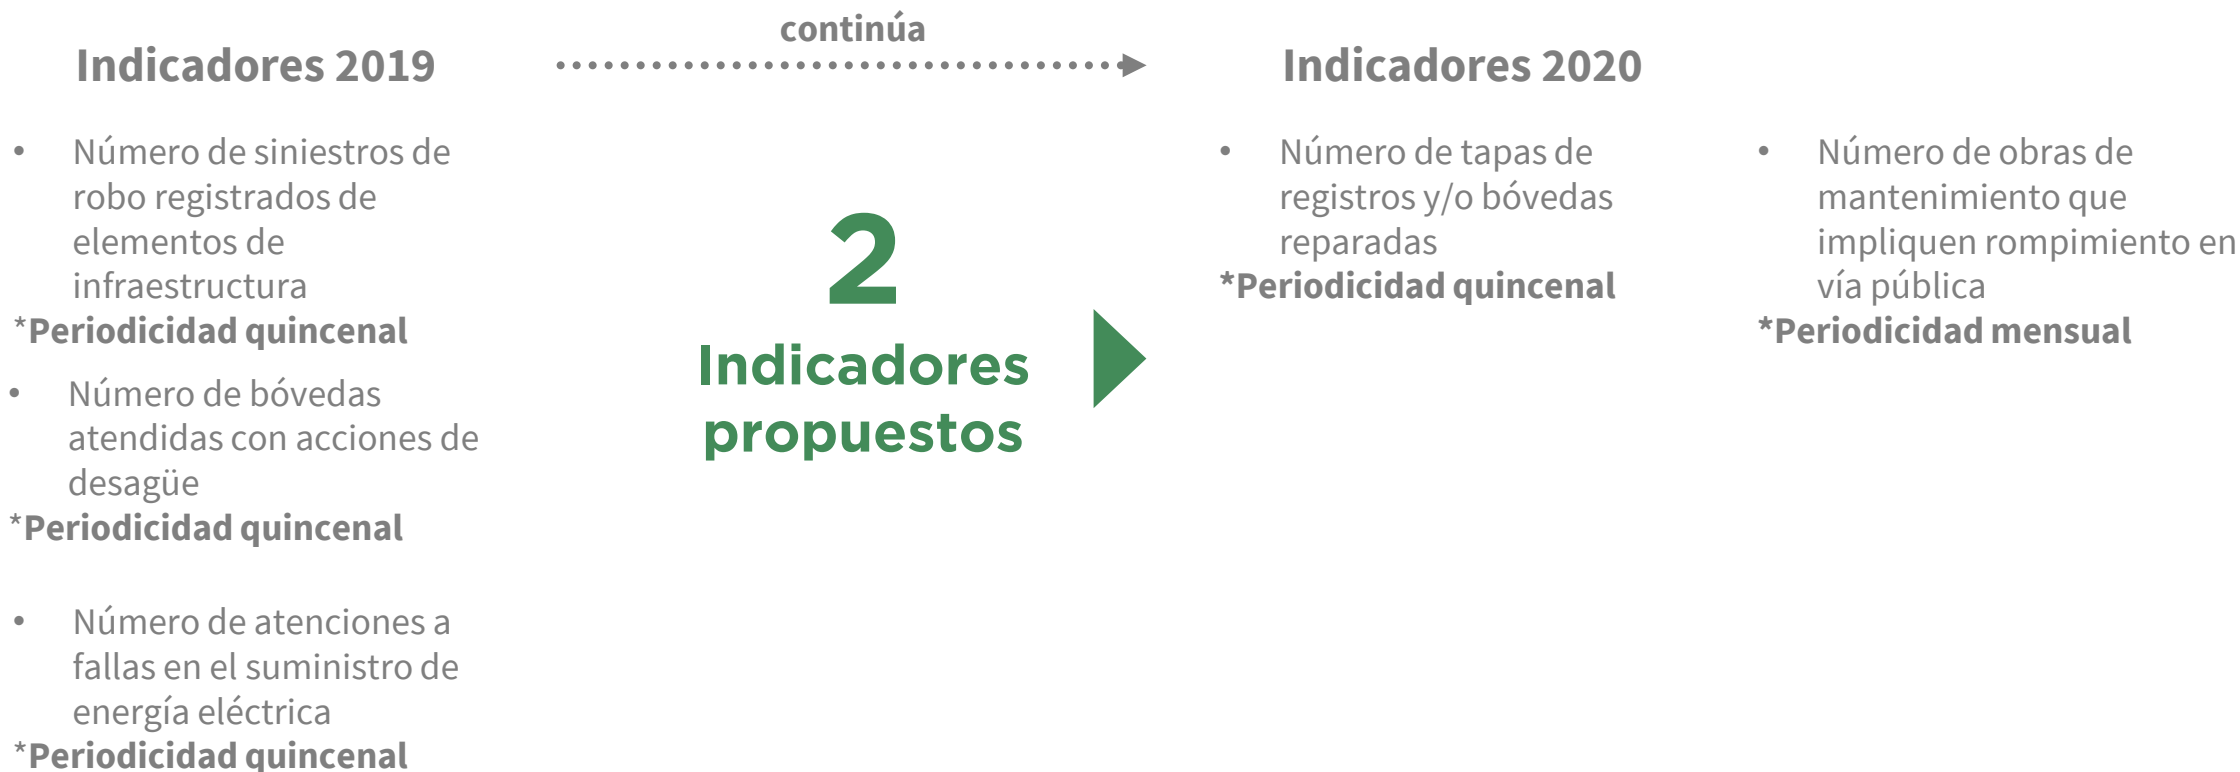 Indicadores 2019
• Número de siniestros de
robo registrados de
elementos de
infraestructura
*Periodicidad quincenal
• Número de bóvedas
atendidas con acciones de
desagüe
*Periodicidad quincenal
• Número de atenciones a
fallas en el suministro de
energía eléctrica
*Periodicidad quincenal
continúa
2
Indicadores
propuestos
Indicadores 2020
• Número de tapas de
registros y/o bóvedas
reparadas
*Periodicidad quincenal
• Número de obras de
mantenimiento que
impliquen rompimiento en
vía pública
*Periodicidad mensual